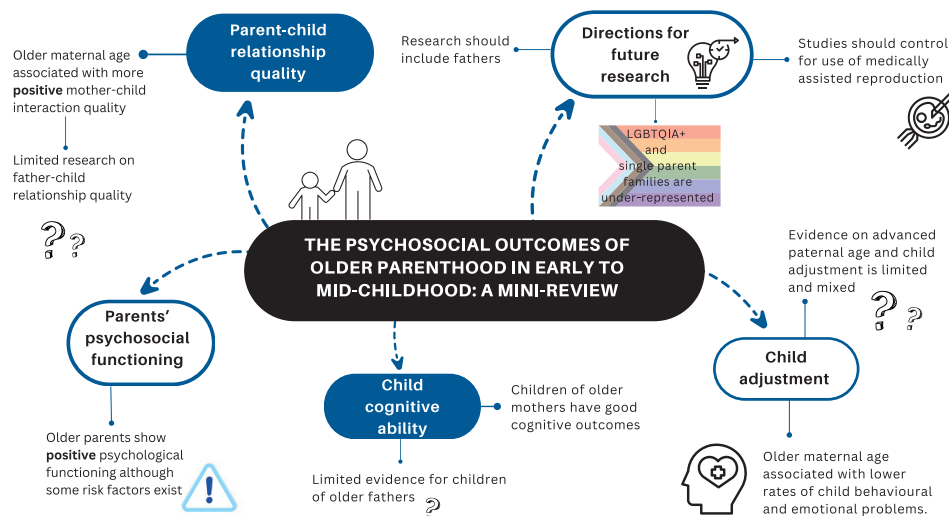 Parent-child
relationship
quality
Older maternal age
associated with more
positive mother-child
interaction quality
Limited research on
father-child
relationship quality
? ?
Directions for
future
research
Research should
include fathers
Studies should control
for use of medically
assisted reproduction
LGBTQIA+
and
single parent
families are
under-represented
THE PSYCHOSOCIAL OUTCOMES OF
OLDER PARENTHOOD IN EARLY TO
MID-CHILDHOOD: A MINI-REVIEW
Parents'
psychosocial
functioning
Older parents show
positive psychological
functioning although
some risk factors exist
!
Child
cognitive
ability
Children of older
mothers have good
cognitive outcomes
Limited evidence for children
of older fathers
?
Evidence on advanced
paternal age and child
adjustment is limited
and mixed
? ?
Child
adjustment
Older maternal age
associated with lower
rates of child behavioural
and emotional problems.